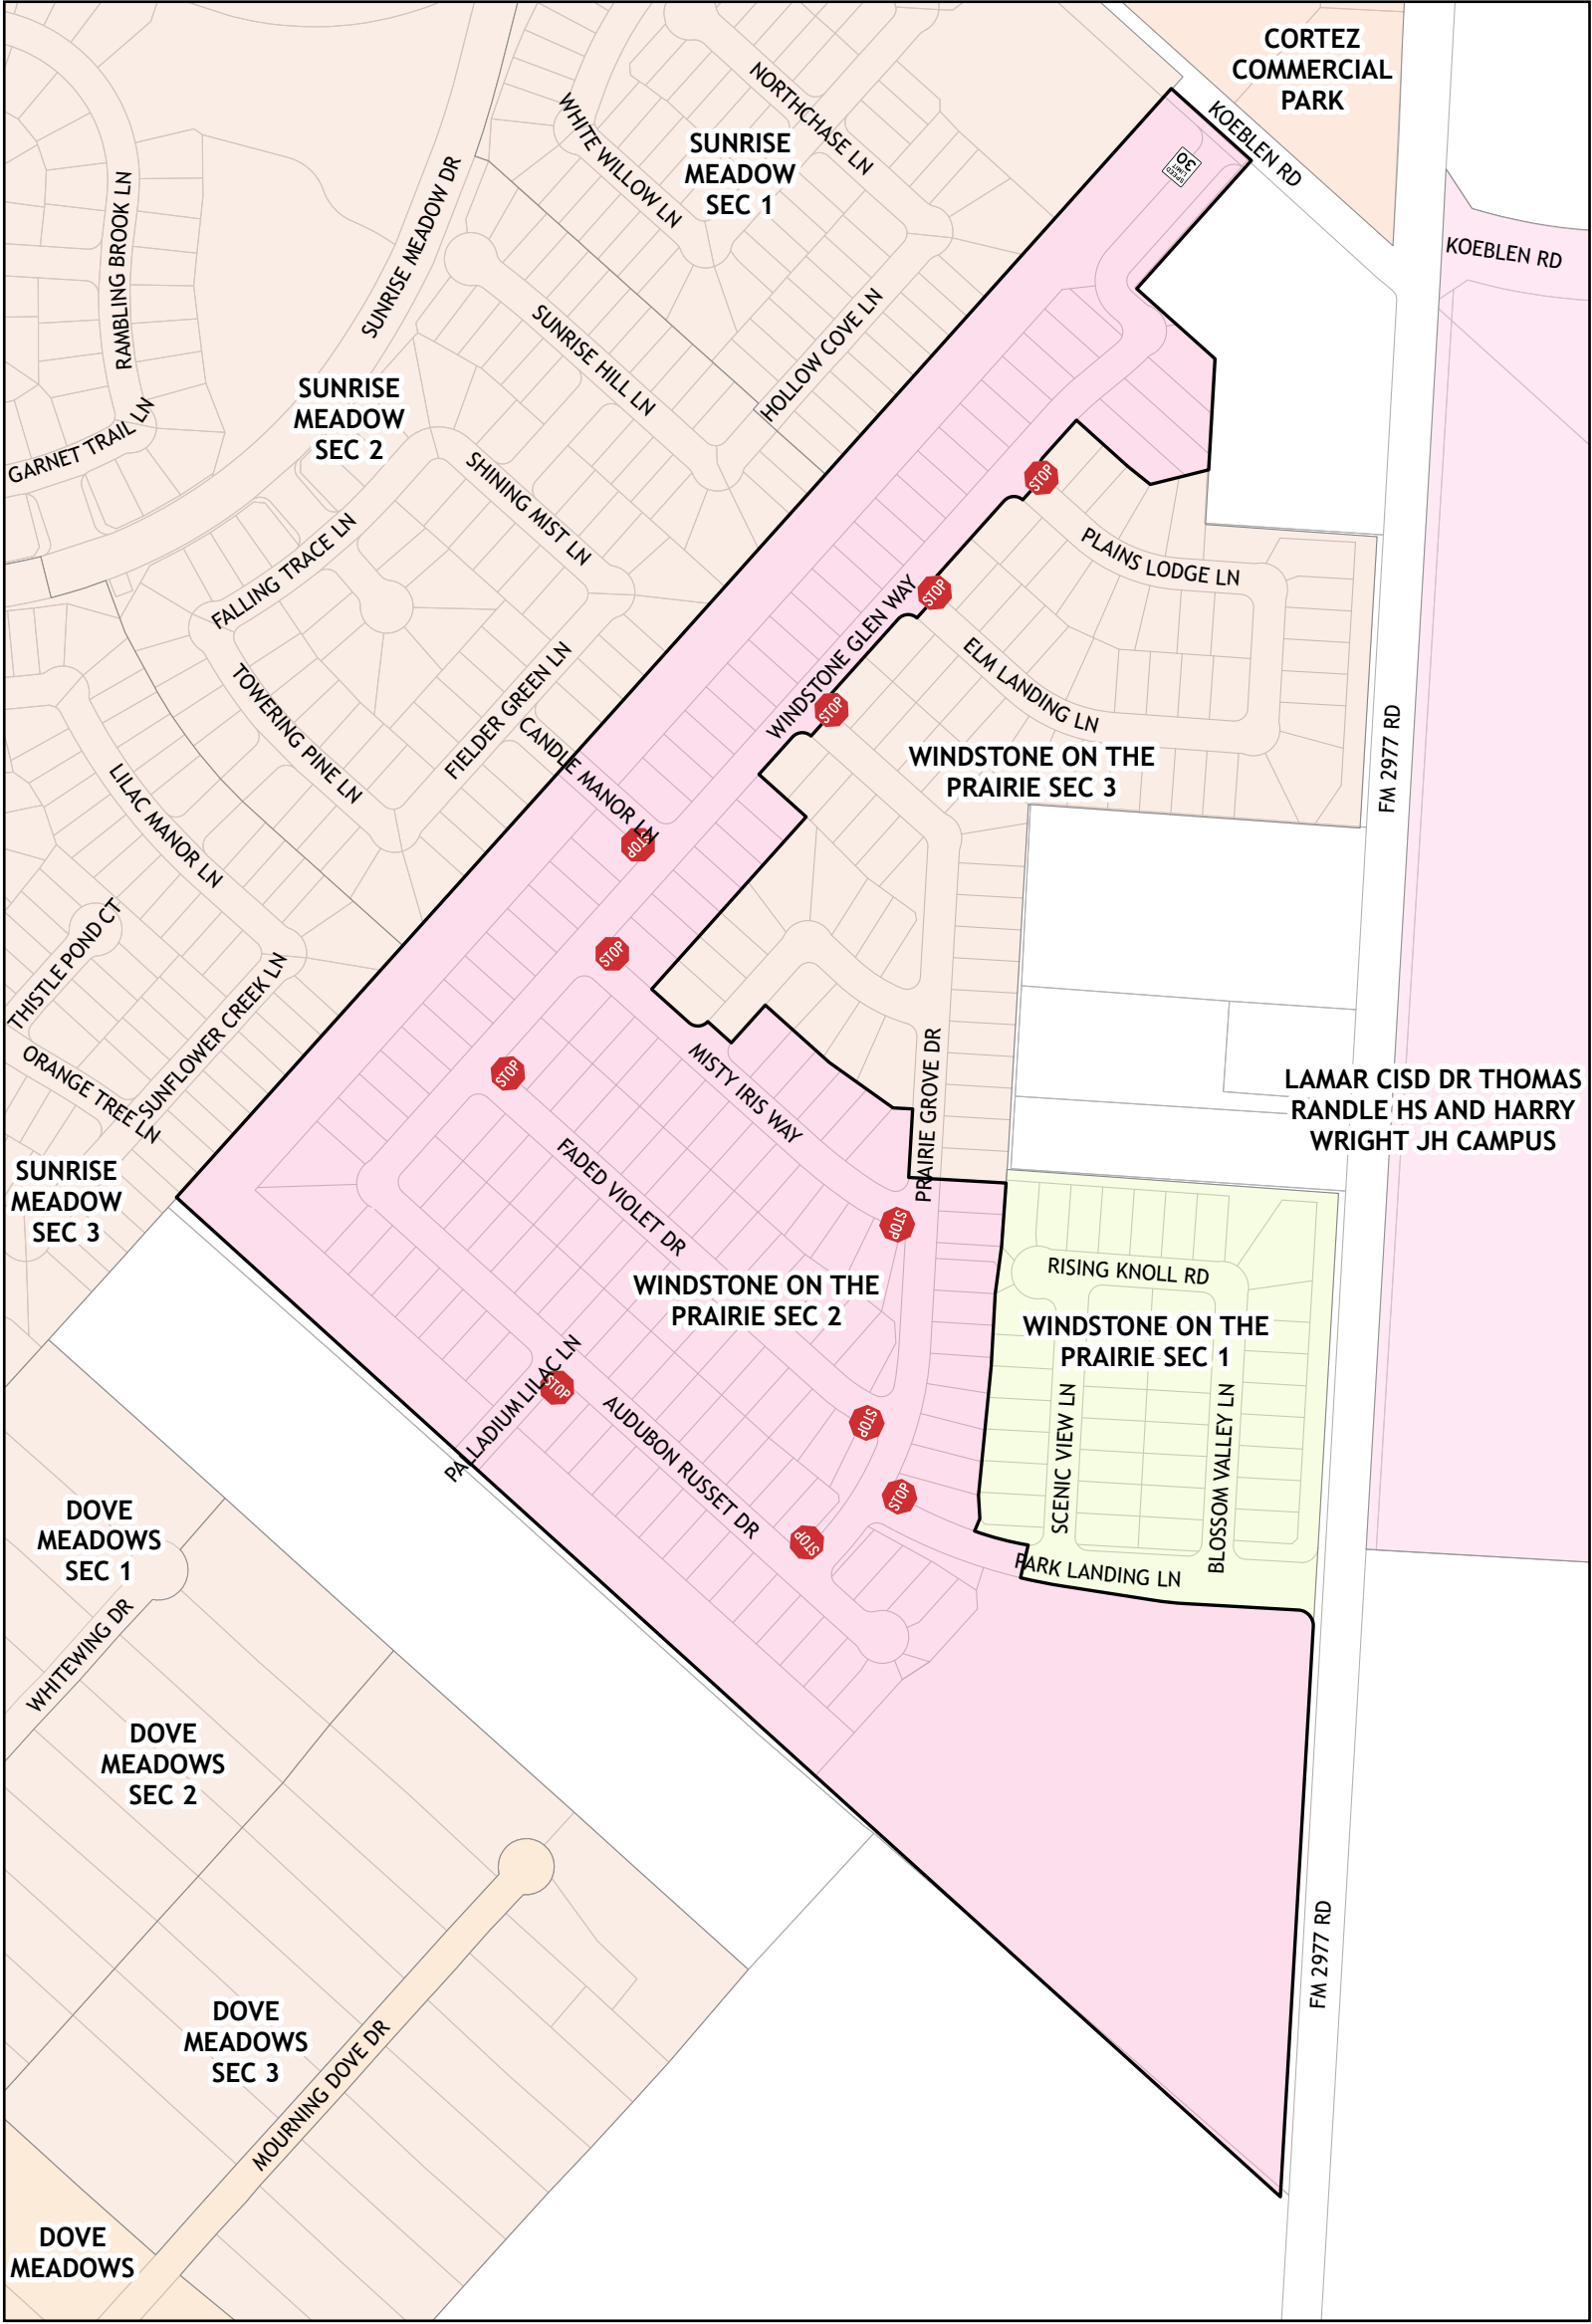 CORTEZ
COMMERCIAL
PARK
KOEBLEN RD
NORTHCHASE LN
WHITE WILLOW LN
SUNRISE
MEADOW
SEC 1
SPEED
LIMIT
30
RAMBLING BROOK LN
SUNRISE MEADOW DR
KOEBLEN RD
HOLLOW COVE LN
SUNRISE HILL LN
SUNRISE
MEADOW
SEC 2
GARNET TRAIL LN
SHINING MIST LN
STOP
FALLING TRACE LN
PLAINS LODGE LN
STOP
WINDSTONE GLEN WAY
ELM LANDING LN
FIELDER GREEN LN
TOWERING PINE LN
STOP
CANDLE MANOR LN
FM 2977 RD
WINDSTONE ON THE
PRAIRIE SEC 3
LILAC MANOR LN
STOP
THISTLE POND CT
STOP
SUNFLOWER CREEK LN
ORANGE TREE LN
STOP
MISTY IRIS WAY
PRAIRIE GROVE DR
LAMAR CISD DR THOMAS
RANDLE HS AND HARRY
WRIGHT JH CAMPUS
SUNRISE
MEADOW
SEC 3
FADED VIOLET DR
STOP
RISING KNOLL RD
WINDSTONE ON THE
PRAIRIE SEC 2
WINDSTONE ON THE
PRAIRIE SEC 1
PALLADIUM LILAC LN
STOP
AUDUBON RUSSET DR
STOP
SCENIC VIEW LN
BLOSSOM VALLEY LN
STOP
STOP
PARK LANDING LN
DOVE
MEADOWS
SEC 1
WHITEWING DR
DOVE
MEADOWS
SEC 2
FM 2977 RD
DOVE
MEADOWS
SEC 3
MOURNING DOVE DR
DOVE
MEADOWS